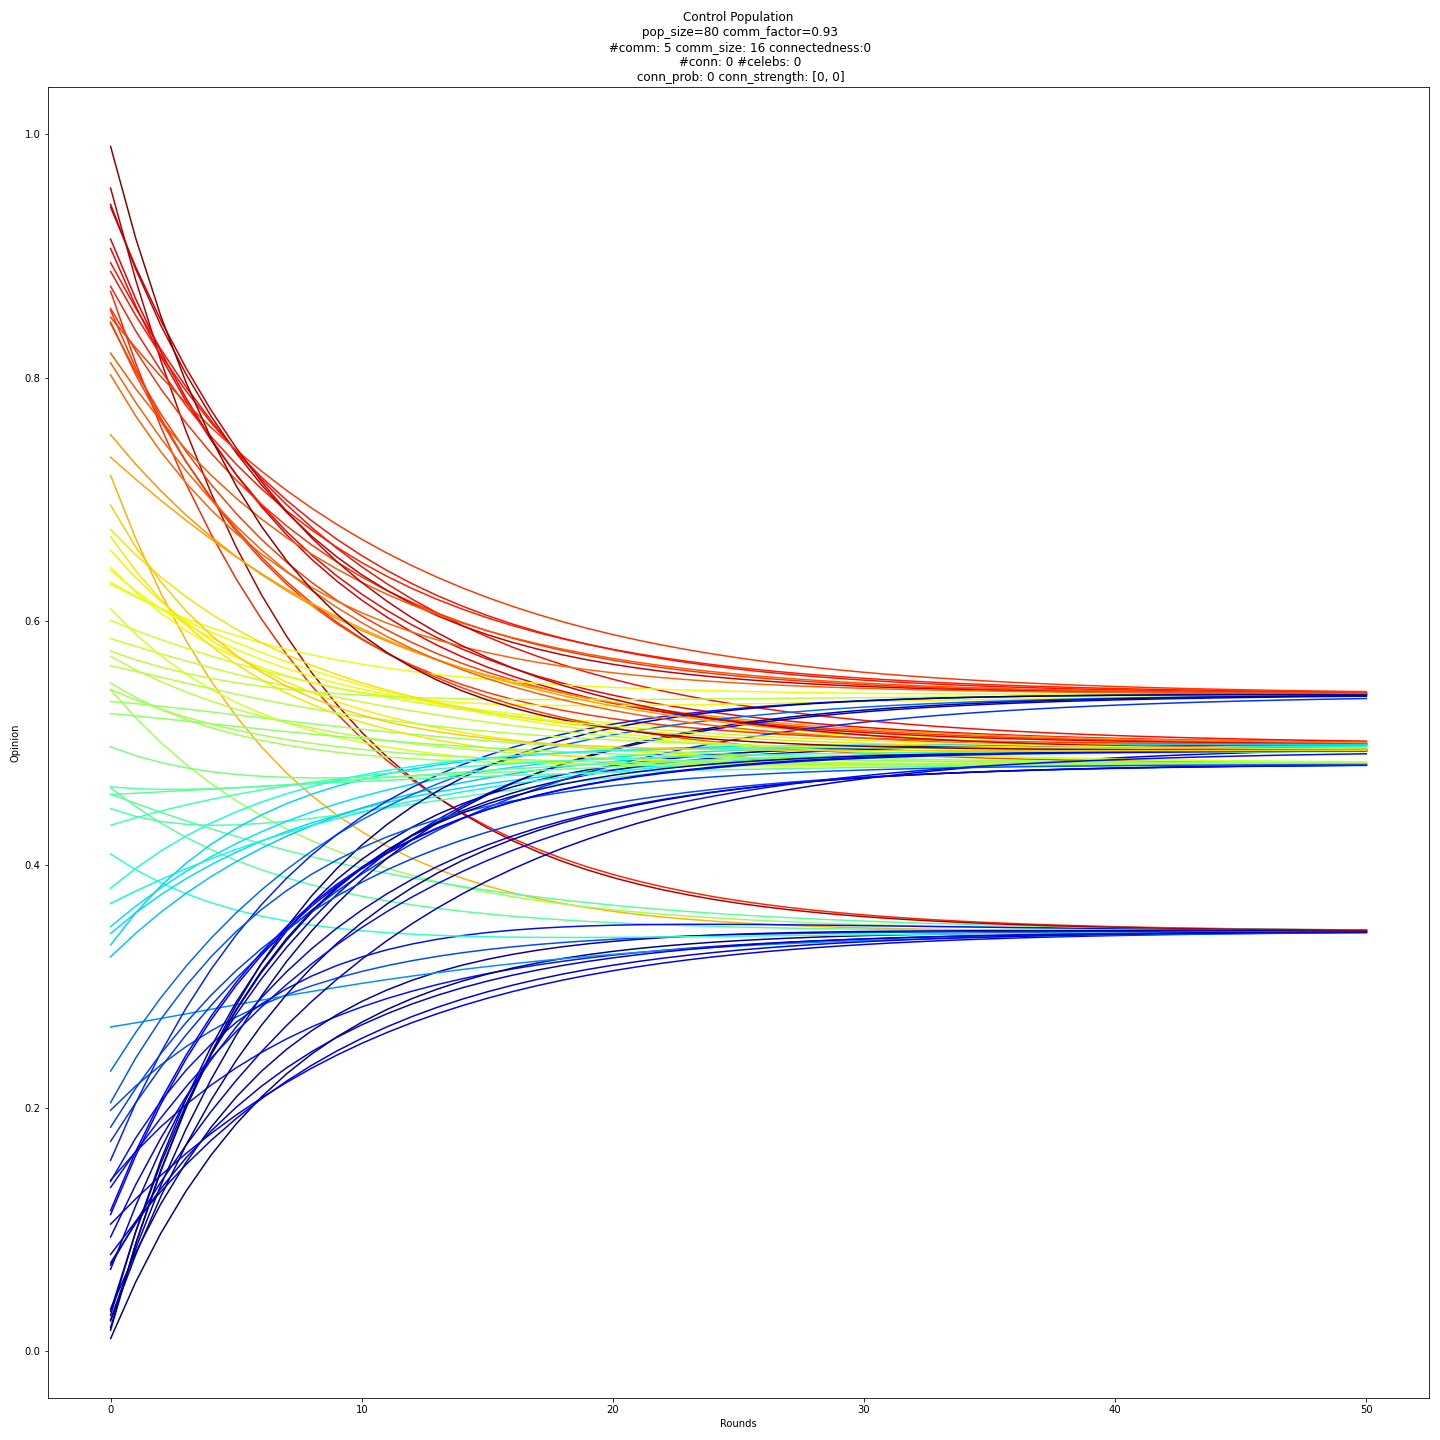 Control Population
pop_size=80 comm_factor=0.93
#comm: 5 comm_size: 16 connectedness:0
#conn: 0 #celebs: 0
conn_prob: 0 conn_strength: [0, 0]
1.0
0.8
0.6
0.4
0.2
0.0
Opinion
0 10 20 30 40 50
Rounds